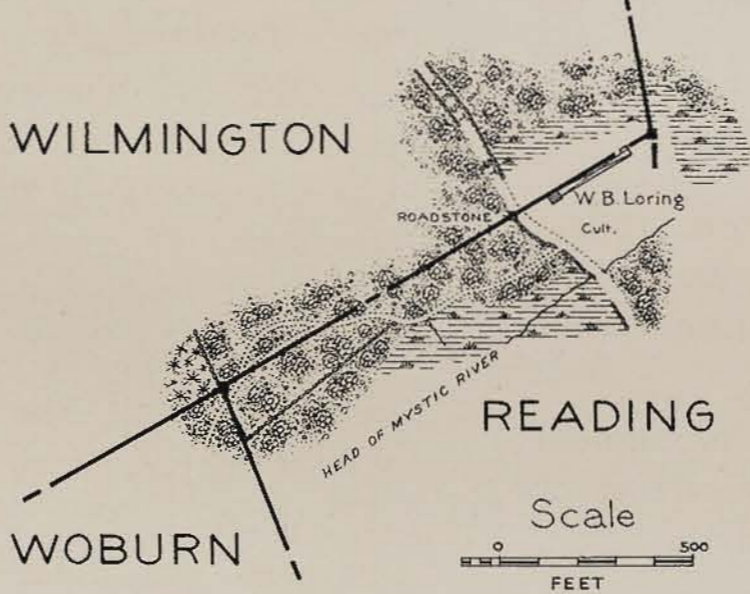 WILMINGTON
ROADSTONE
W.B. Loring
Cult.
HEAD OF MYSTIC RIVER
READING
WOBURN
Scale
0 500
FEET